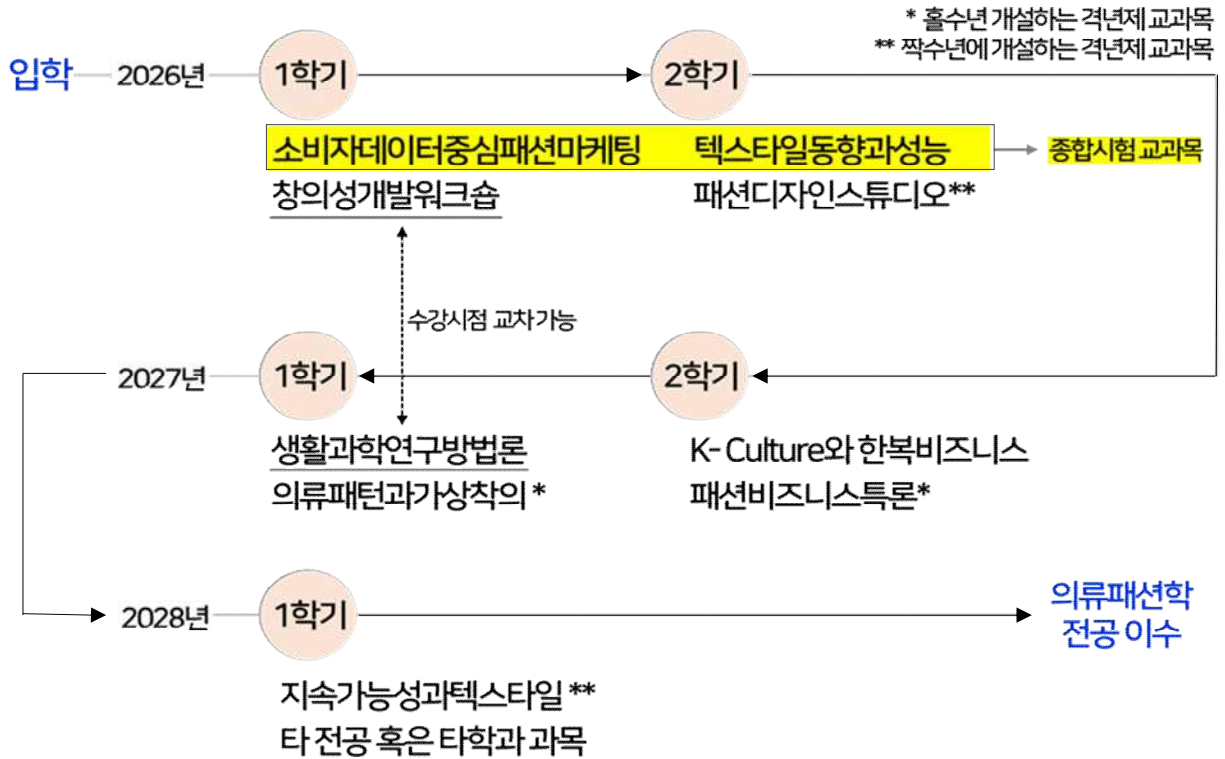 * 홀수년 개설하는 격년제 교과목
** 짝수년에 개설하는 격년제 교과목
입학 2026년 1학기 2학기
소비자데이터중심패션마케팅 텍스타일동향과성능 종합시험 교과목
창의성개발워크숍 패션디자인스튜디오**
수강시점 교차 가능
2027년 1학기 2학기
생활과학연구방법론 K- Culture와 한복비즈니스
의류패턴과가상착의 * 패션비즈니스특론*
2028년 1학기 의류패션학
전공 이수
지속가능성과텍스타일 **
타 전공 혹은 타학과 과목